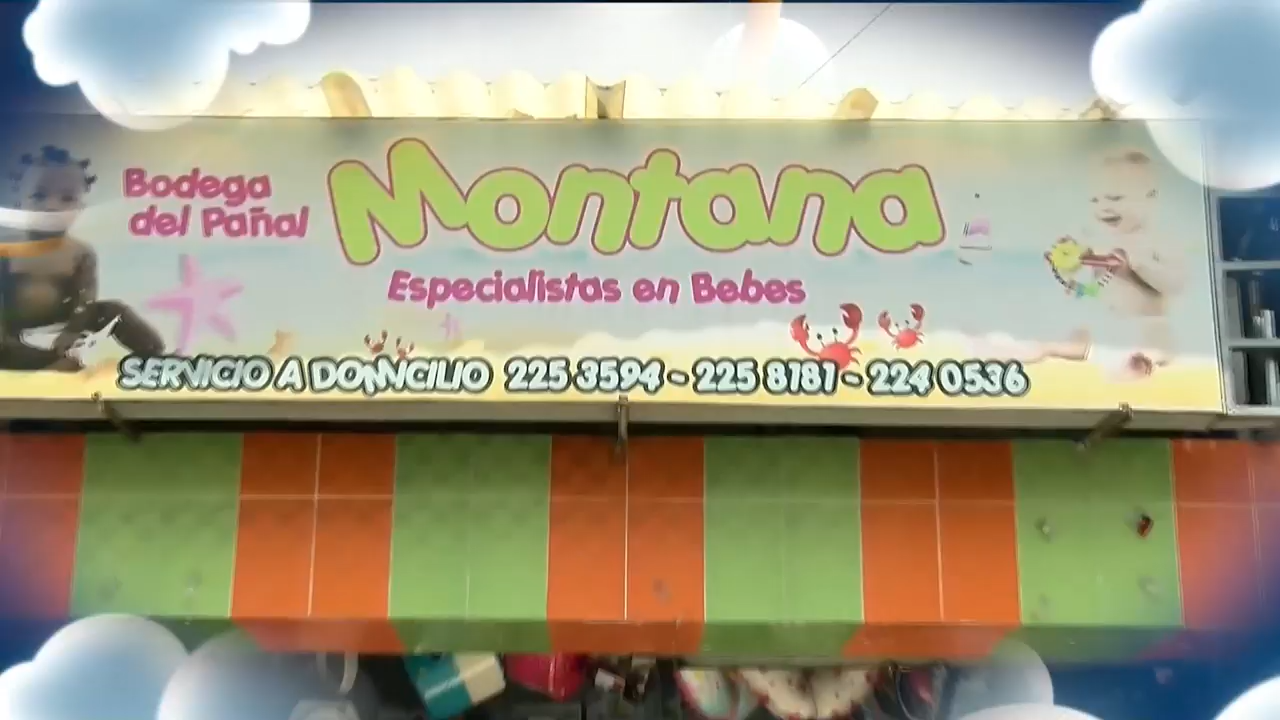 Bodega
del Pañal
Montana
Especialistas en Bebes
SERVICIO A DOMICILIO 225 3594 - 225 8181 - 224 0536